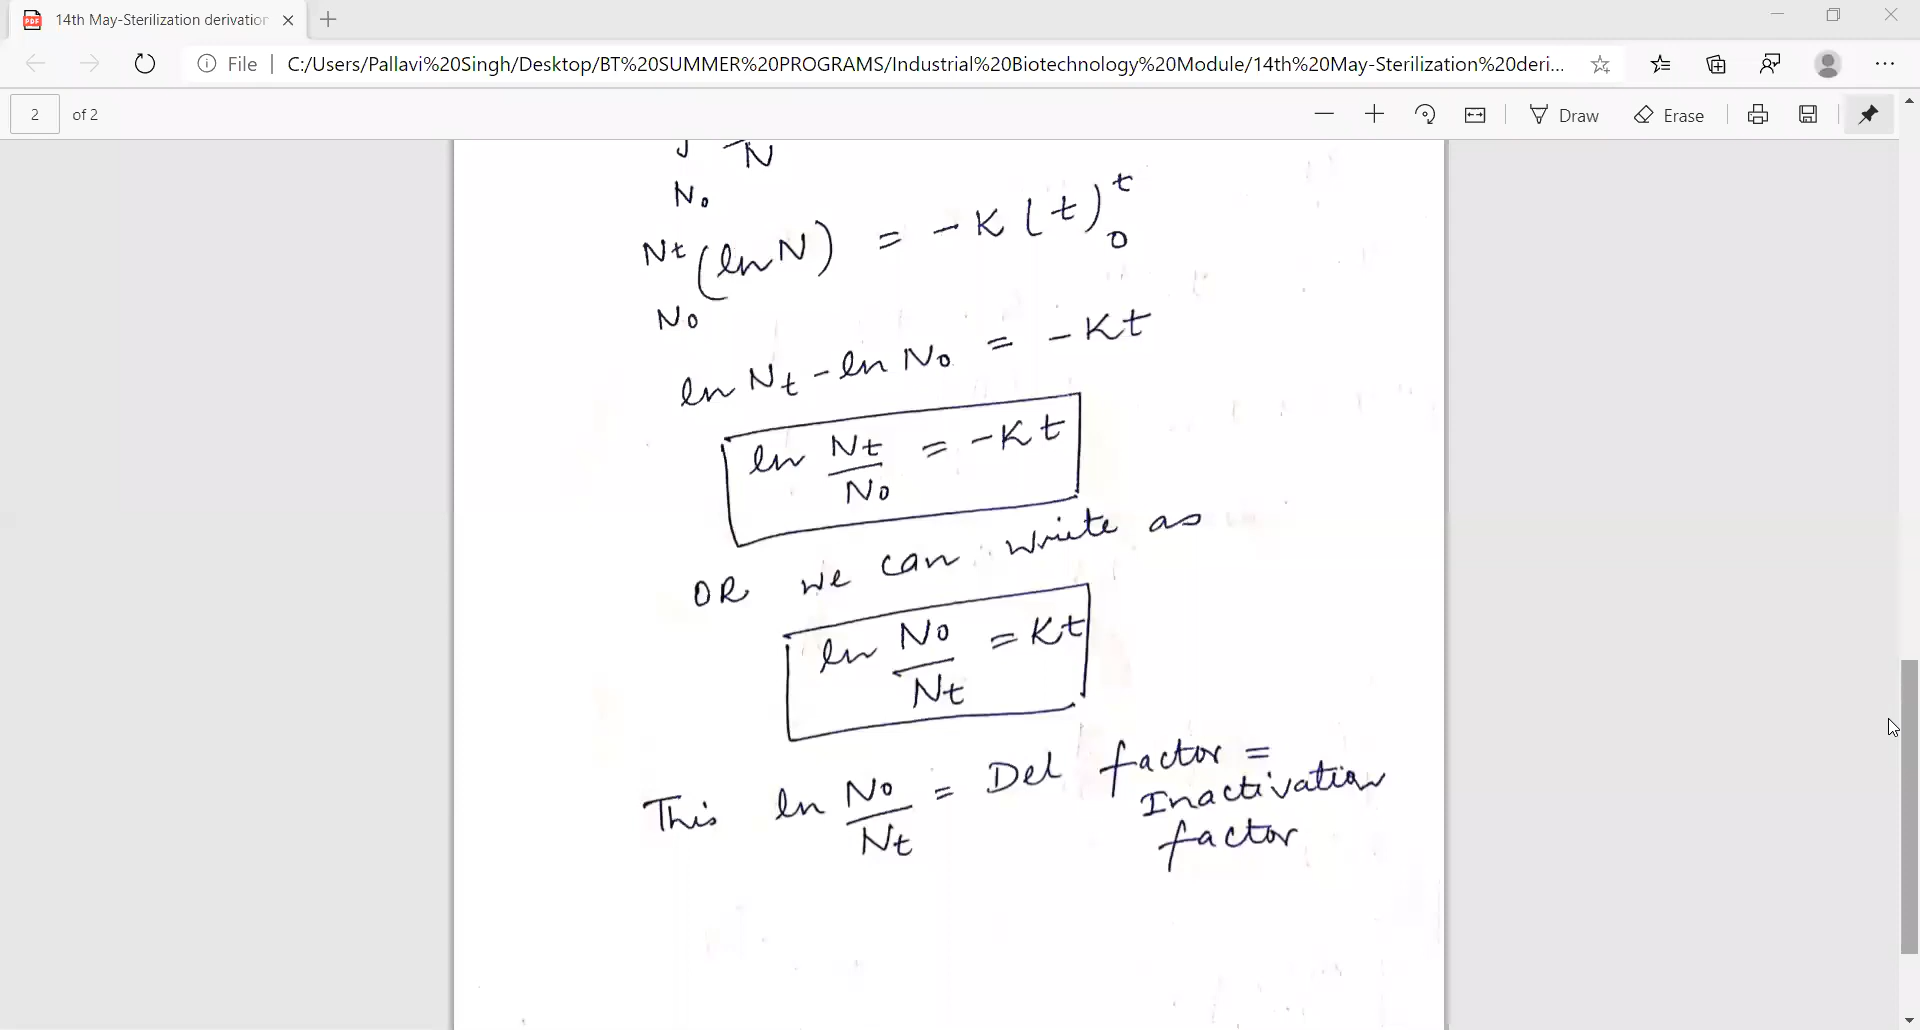 14th May-Sterilization derivation
File | C:/Users/Pallavi%20Singh/Desktop/BT%20SUMMER%20PROGRAMS/Industrial%20Biotechnology%20Module/14th%20May-Sterilization%20deri...
2 of 2 Draw Erase
N
No
Nt (ln N) = -K (t) t
No 0
ln Nt - ln No = -Kt
ln Nt = -Kt
No
OR we can write as
ln No = Kt
Nt
This ln No = Del factor =
Nt Inactivation
factor